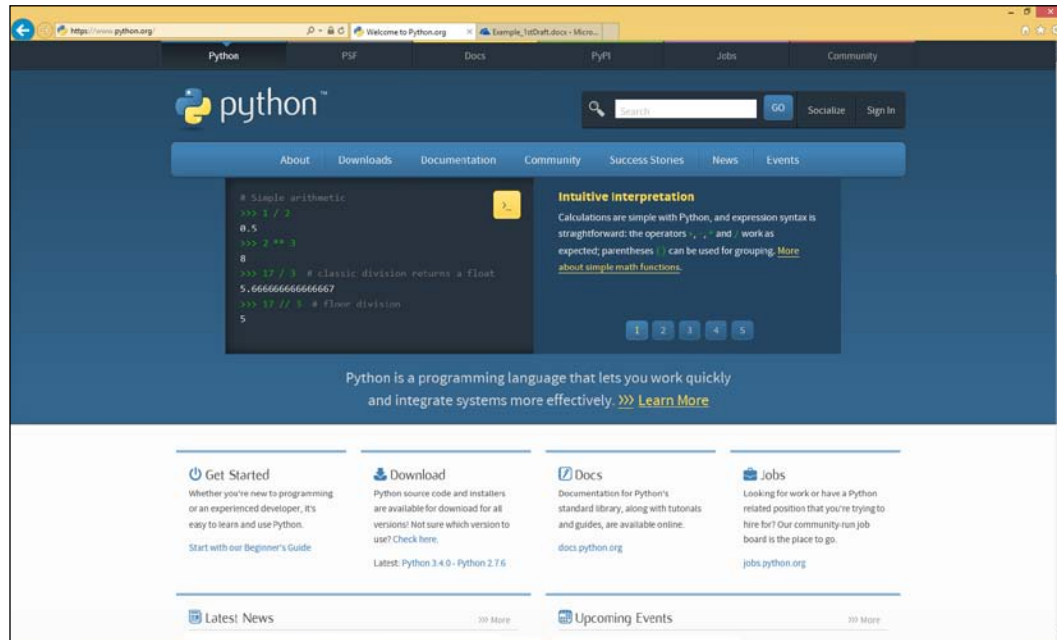 https://www.python.org/
Welcome to Python.org
Example_1stDraft.docx - Micro...
Python PSF Docs PyPI Jobs Community
python™
Search GO Socialize Sign In
About Downloads Documentation Community Success Stories News Events
# Simple arithmetic
>>> 1 / 2
0.5
>>> 2 ** 3
8
>>> 17 / 3 # classic division returns a float
5.666666666666667
>>> 17 // 3 # floor division
5
>_
Intuitive Interpretation
Calculations are simple with Python, and expression syntax is
straightforward: the operators +, -, * and / work as
expected; parentheses () can be used for grouping. More
about simple math functions.
1 2 3 4 5
Python is a programming language that lets you work quickly
and integrate systems more effectively. >>> Learn More
Get Started
Whether you're new to programming
or an experienced developer, it's
easy to learn and use Python.
Start with our Beginner's Guide
Download
Python source code and installers
are available for download for all
versions! Not sure which version to
use? Check here.
Latest: Python 3.4.0 - Python 2.7.6
Docs
Documentation for Python's
standard library, along with tutorials
and guides, are available online.
docs.python.org
Jobs
Looking for work or have a Python
related position that you're trying to
hire for? Our community-run job
board is the place to go.
jobs.python.org
Latest News >>> More
Upcoming Events >>> More